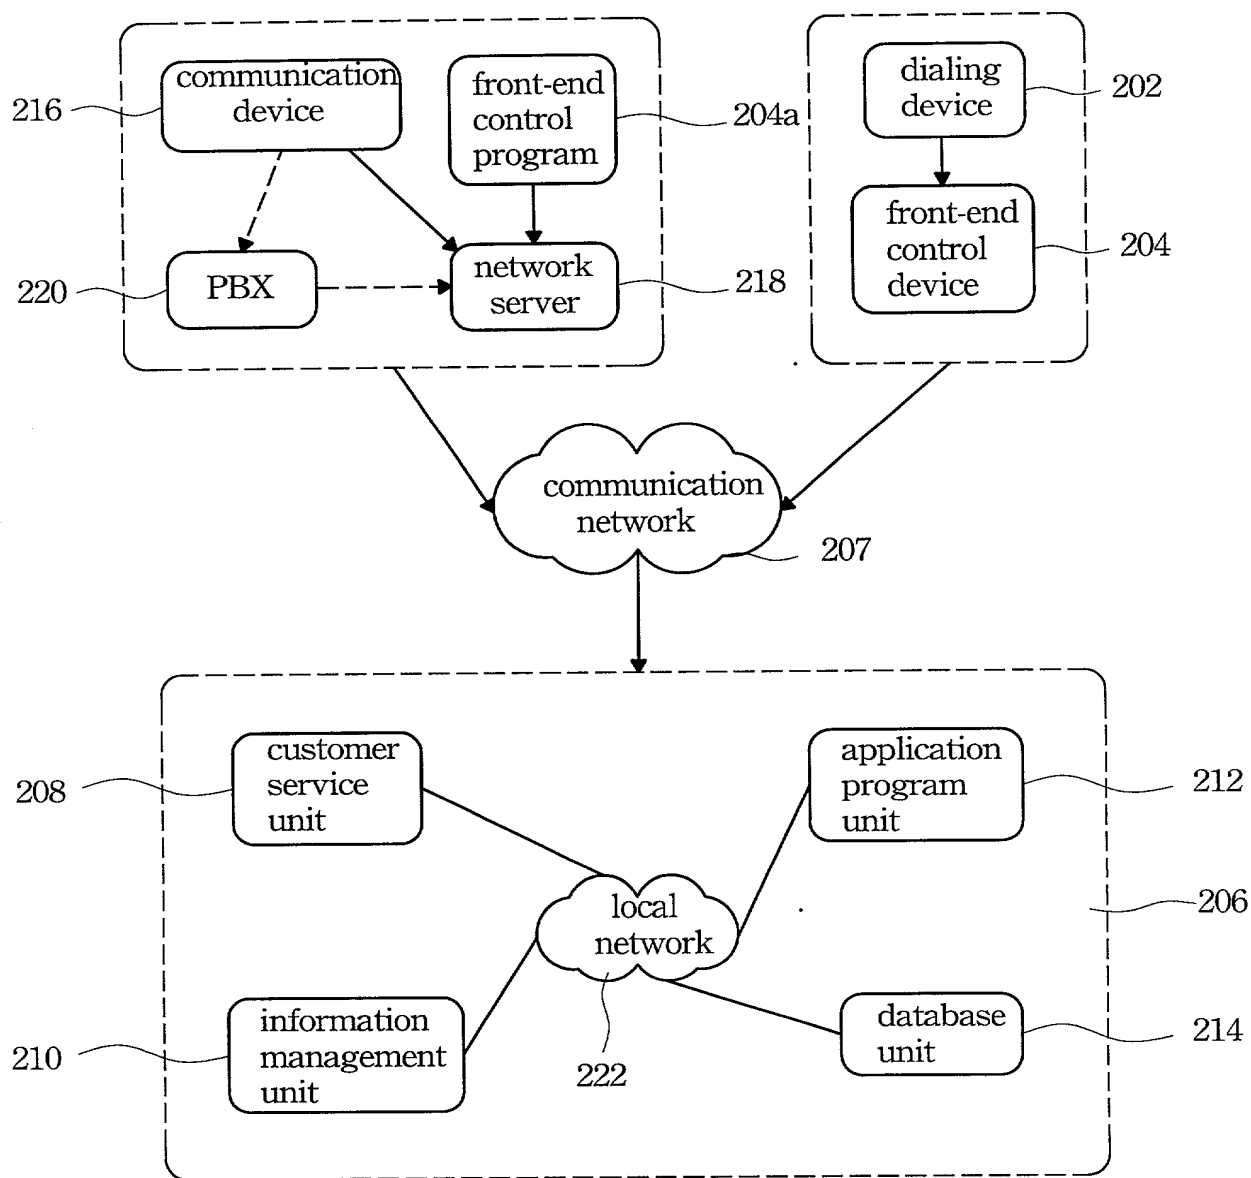 communication
device
216
front-end
control
program
204a
dialing
device
202
front-end
control
device
204
220
PBX
network
server
218
communication
network
207
customer
service
unit
208
application
program
unit
212
local
network
206
information
management
unit
210
222
database
unit
214